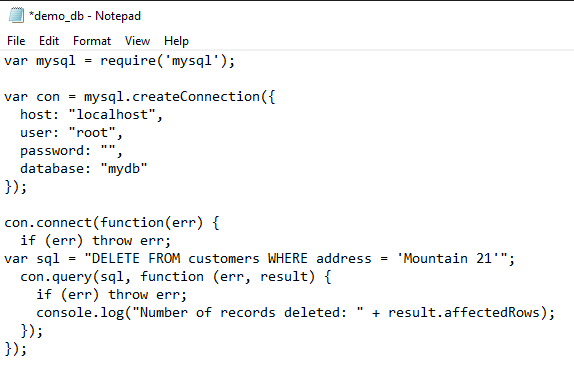 *demo_db - Notepad
File Edit Format View Help
var mysql = require('mysql');

var con = mysql.createConnection({
  host: "localhost",
  user: "root",
  password: "",
  database: "mydb"
});

con.connect(function(err) {
  if (err) throw err;
var sql = "DELETE FROM customers WHERE address = 'Mountain 21'";
  con.query(sql, function (err, result) {
    if (err) throw err;
    console.log("Number of records deleted: " + result.affectedRows);
  });
});